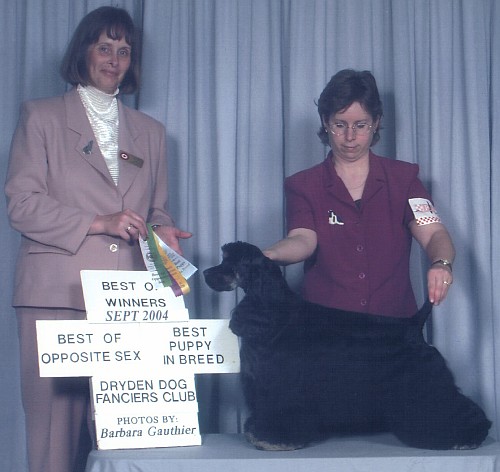 BEST O
WINNERS
SEPT 2004
BEST OF
OPPOSITE SEX
BEST
PUPPY
IN BREED
DRYDEN DOG
FANCIERS CLUB
PHOTOS BY:
Barbara Gauthier